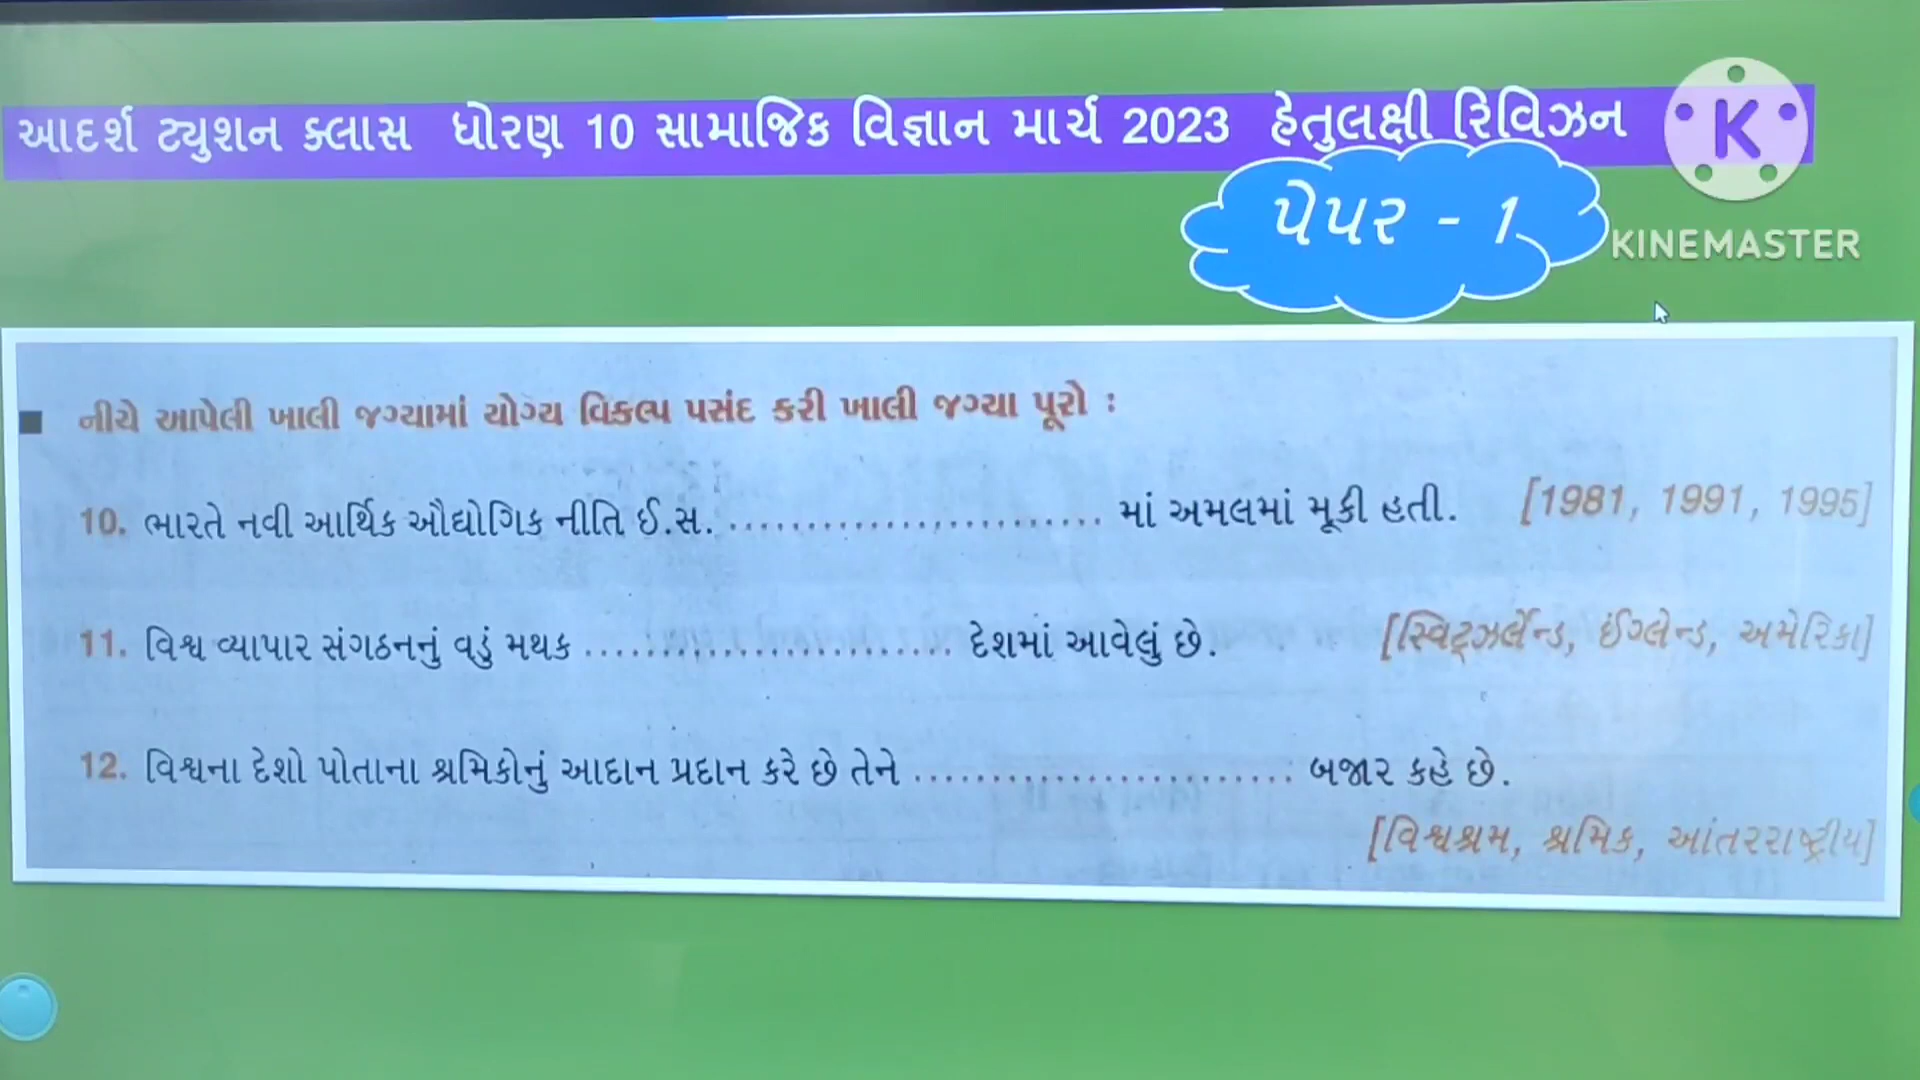 આદર્શ ટ્યુશન ક્લાસ ધોરણ 10 સામાજિક વિજ્ઞાન માર્ચ 2023 હેતુલક્ષી રિવિઝન
K
પેપર - 1
KINEMASTER
નીચે આપેલી ખાલી જગ્યામાં યોગ્ય વિકલ્પ પસંદ કરી ખાલી જગ્યા પૂરો :
10. ભારતે નવી આર્થિક ઔદ્યોગિક નીતિ ઈ.સ. ........................ માં અમલમાં મૂકી હતી. [1981, 1991, 1995]
11. વિશ્વ વ્યાપાર સંગઠનનું વડું મથક ........................ દેશમાં આવેલું છે. [સ્વિટ્ઝર્લેન્ડ, ઈંગ્લેન્ડ, અમેરિકા]
12. વિશ્વના દેશો પોતાના શ્રમિકોનું આદાન પ્રદાન કરે છે તેને ........................ બજાર કહે છે.
[વિશ્વશ્રમ, શ્રમિક, આંતરરાષ્ટ્રીય]